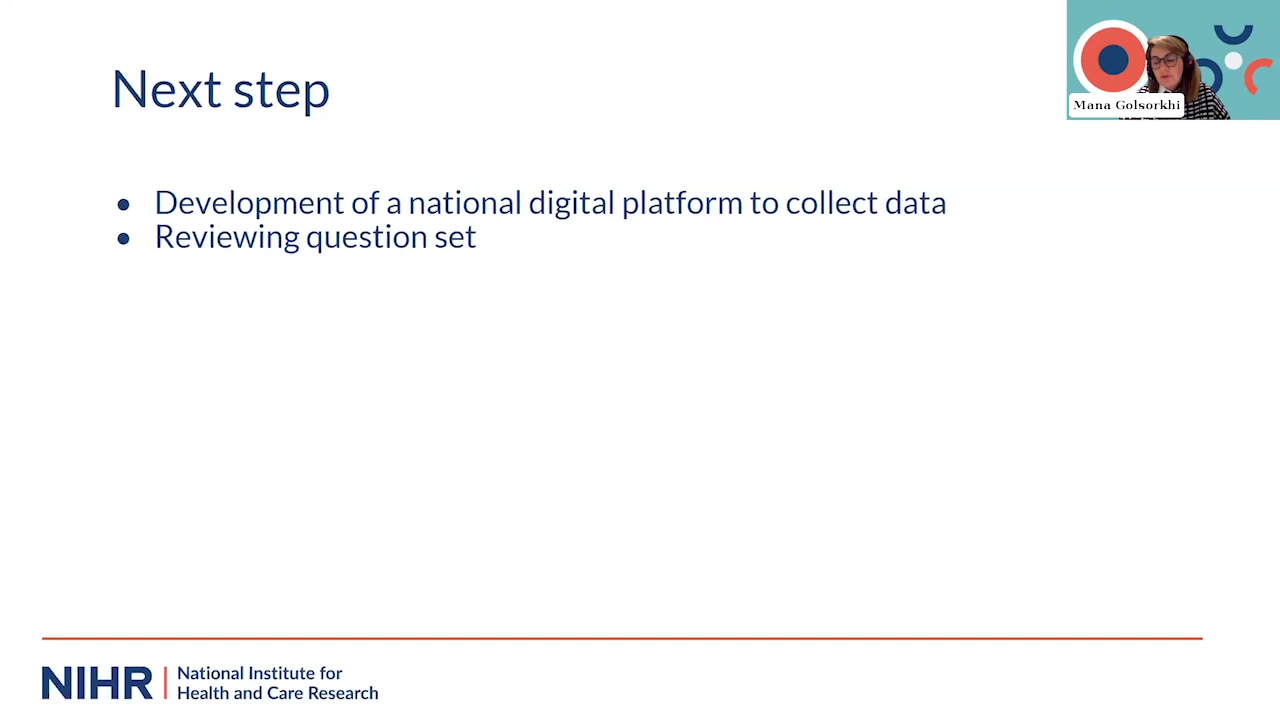 Next step
Mana Golsorkhi
● Development of a national digital platform to collect data
● Reviewing question set
NIHR | National Institute for
Health and Care Research